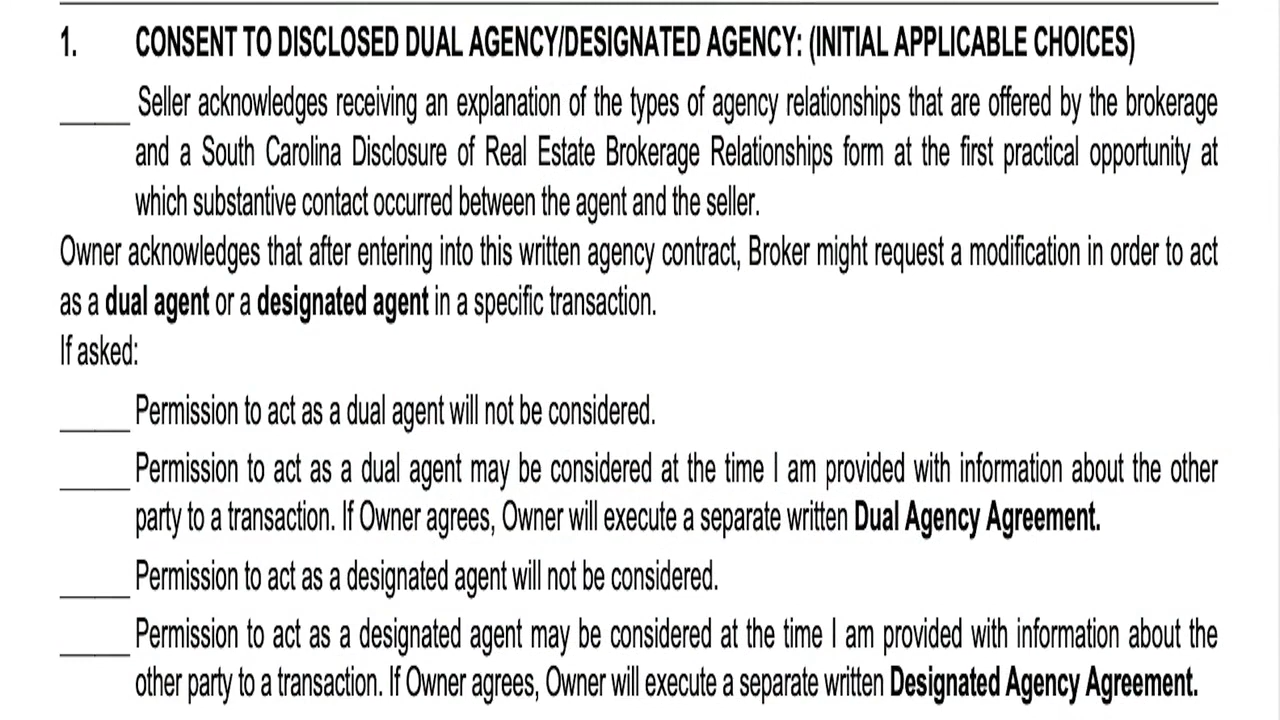 1. CONSENT TO DISCLOSED DUAL AGENCY/DESIGNATED AGENCY: (INITIAL APPLICABLE CHOICES)
_____ Seller acknowledges receiving an explanation of the types of agency relationships that are offered by the brokerage
and a South Carolina Disclosure of Real Estate Brokerage Relationships form at the first practical opportunity at
which substantive contact occurred between the agent and the seller.
Owner acknowledges that after entering into this written agency contract, Broker might request a modification in order to act
as a dual agent or a designated agent in a specific transaction.
If asked:
_____ Permission to act as a dual agent will not be considered.
_____ Permission to act as a dual agent may be considered at the time I am provided with information about the other
party to a transaction. If Owner agrees, Owner will execute a separate written Dual Agency Agreement.
_____ Permission to act as a designated agent will not be considered.
_____ Permission to act as a designated agent may be considered at the time I am provided with information about the
other party to a transaction. If Owner agrees, Owner will execute a separate written Designated Agency Agreement.